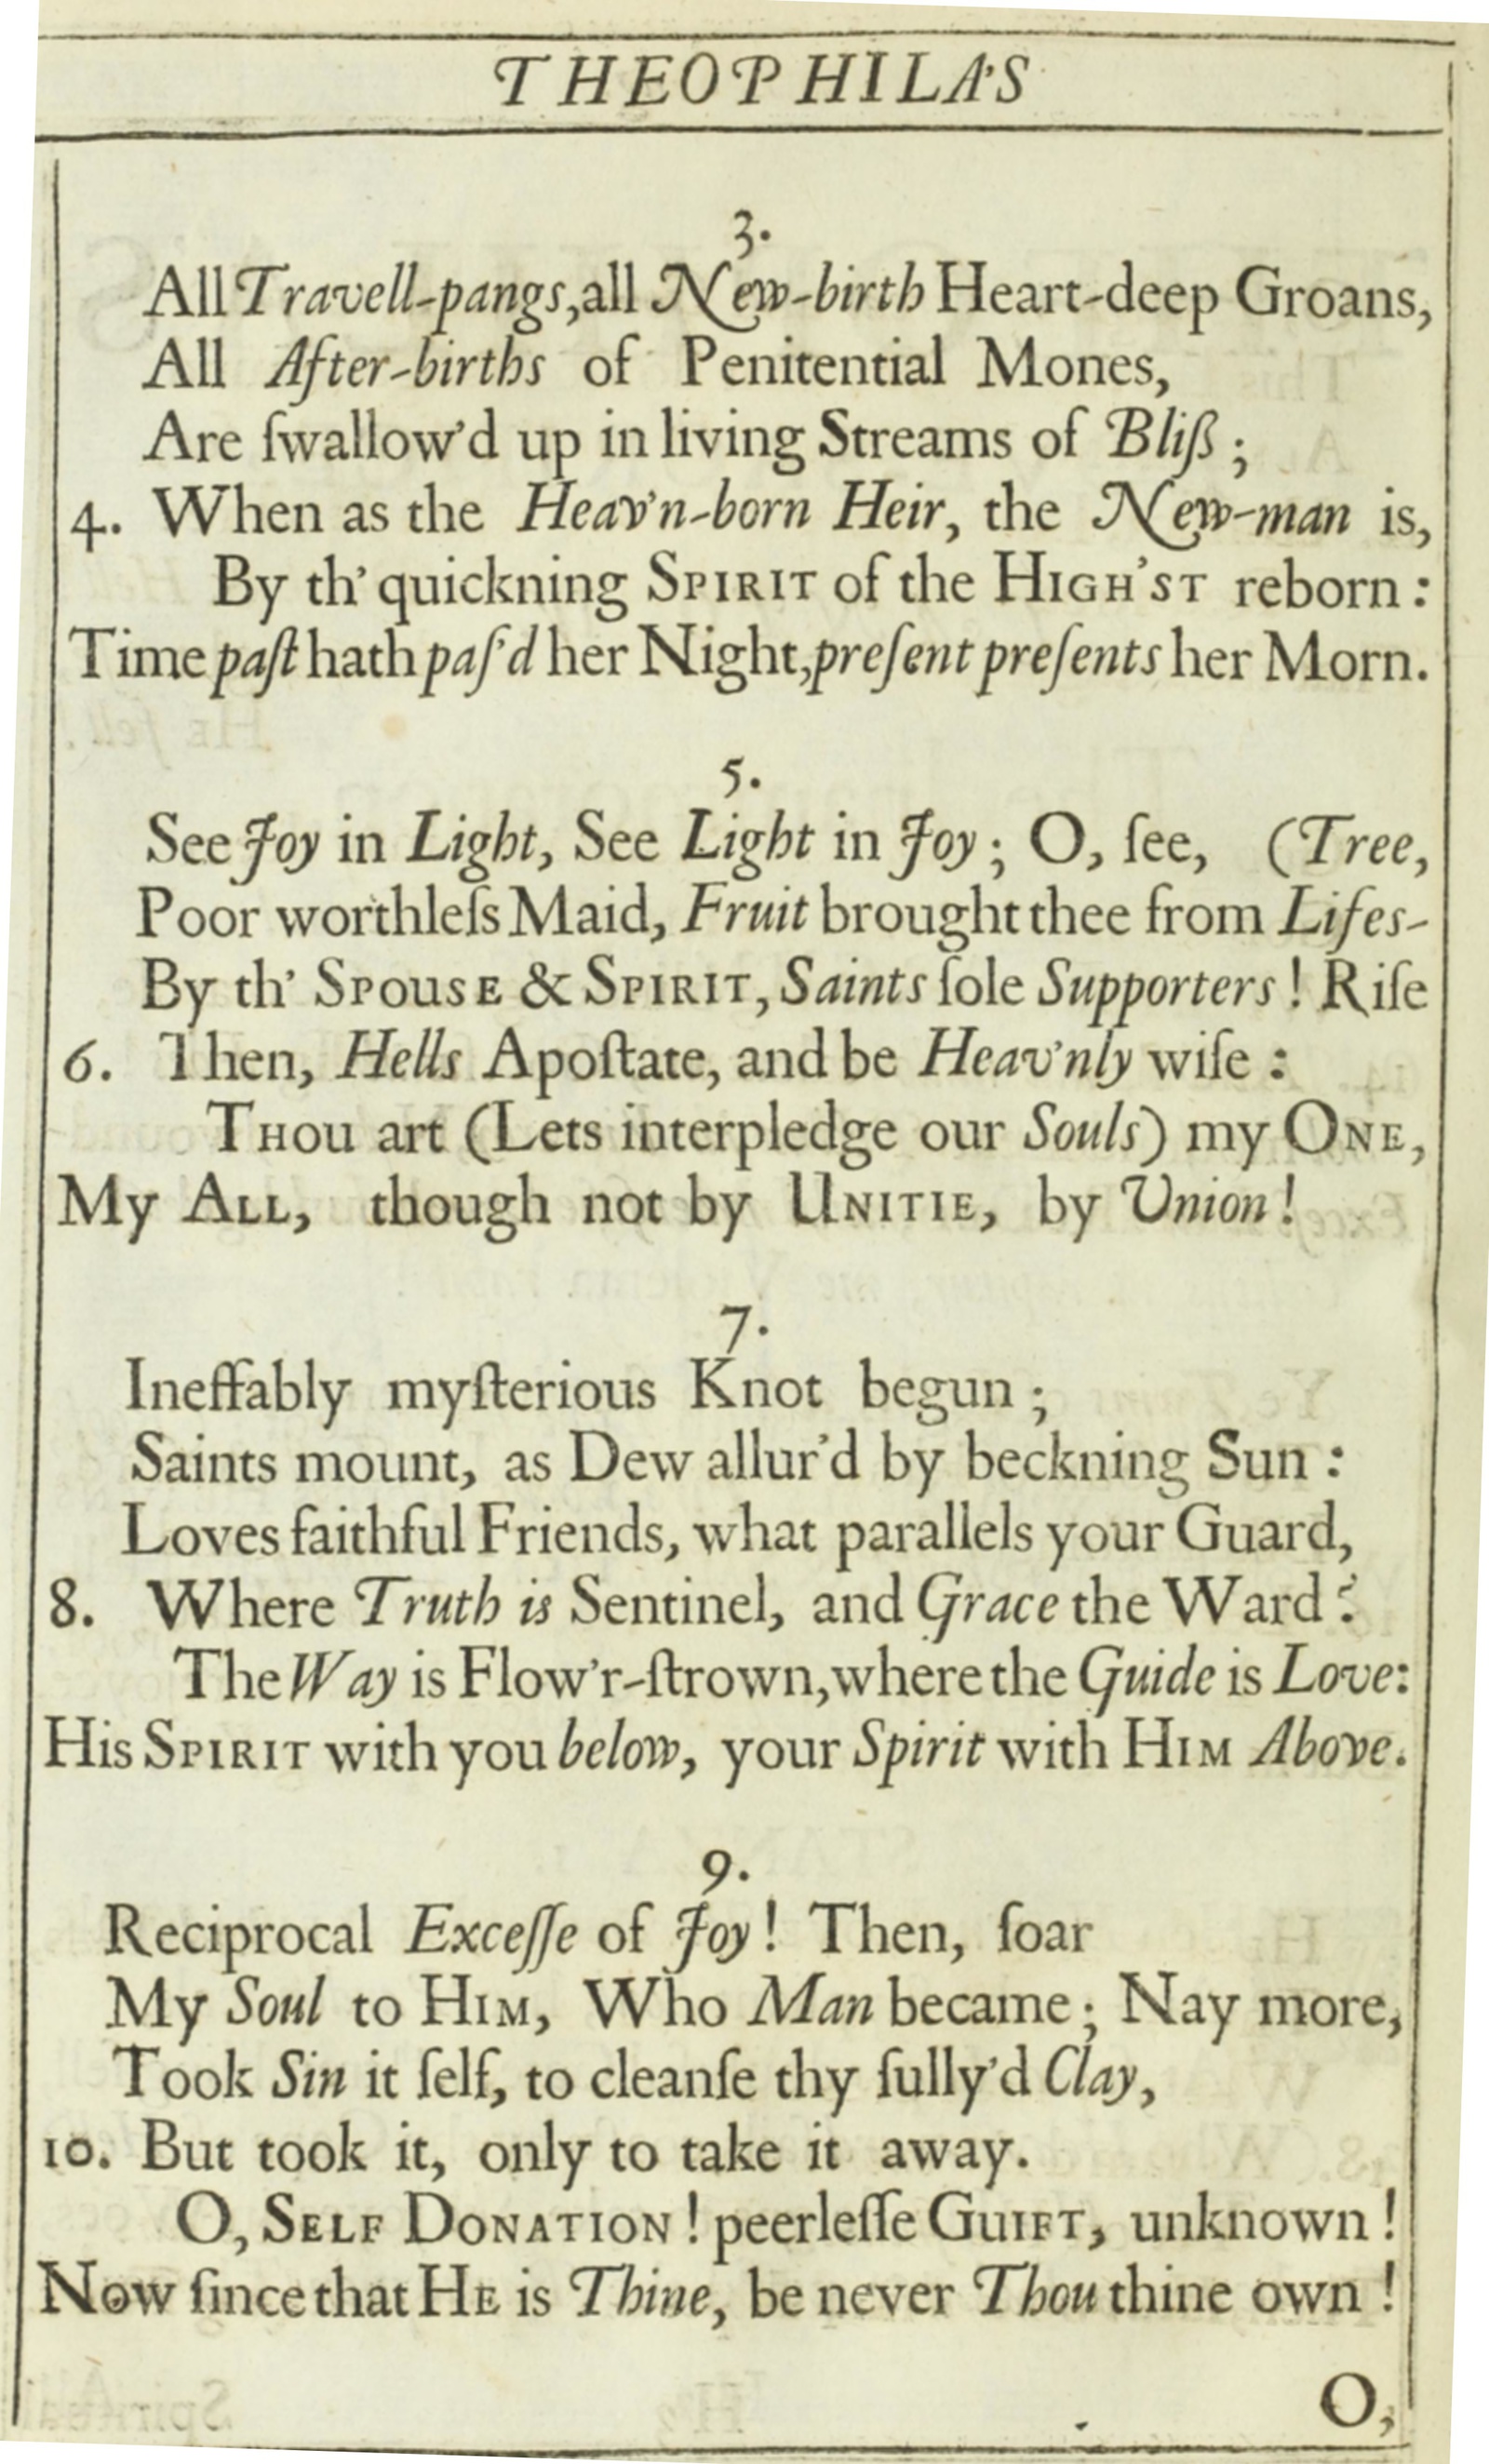 THEOPHILA'S
3.
All Travell-pangs, all New-birth Heart-deep Groans,
All After-births of Penitential Mones,
Are ſwallow'd up in living Streams of Bliß ;
4. When as the Heav'n-born Heir, the New-man is,
By th' quickning SPIRIT of the HIGH'ST reborn :
Time paſt hath paſ'd her Night, preſent preſents her Morn.
5.
See Joy in Light, See Light in Joy ; O, ſee, (Tree,
Poor worthleſs Maid, Fruit brought thee from Lifes-
By th' SPOUSE & SPIRIT, Saints ſole Supporters ! Riſe
6. Then, Hells Apoſtate, and be Heav'nly wiſe :
THOU art (Lets interpledge our Souls) my ONE,
My ALL, though not by UNITIE, by Union !
7.
Ineffably myſterious Knot begun ;
Saints mount, as Dew allur'd by beckning Sun :
Loves faithful Friends, what parallels your Guard,
8. Where Truth is Sentinel, and Grace the Ward ?
The Way is Flow'r-ſtrown, where the Guide is Love:
His SPIRIT with you below, your Spirit with HIM Above.
9.
Reciprocal Exceſſe of Joy ! Then, ſoar
My Soul to HIM, Who Man became ; Nay more,
Took Sin it ſelf, to cleanſe thy ſully'd Clay,
10. But took it, only to take it away.
O, SELF DONATION ! peerleſſe GUIFT, unknown !
Now ſince that HE is Thine, be never Thou thine own !
O,